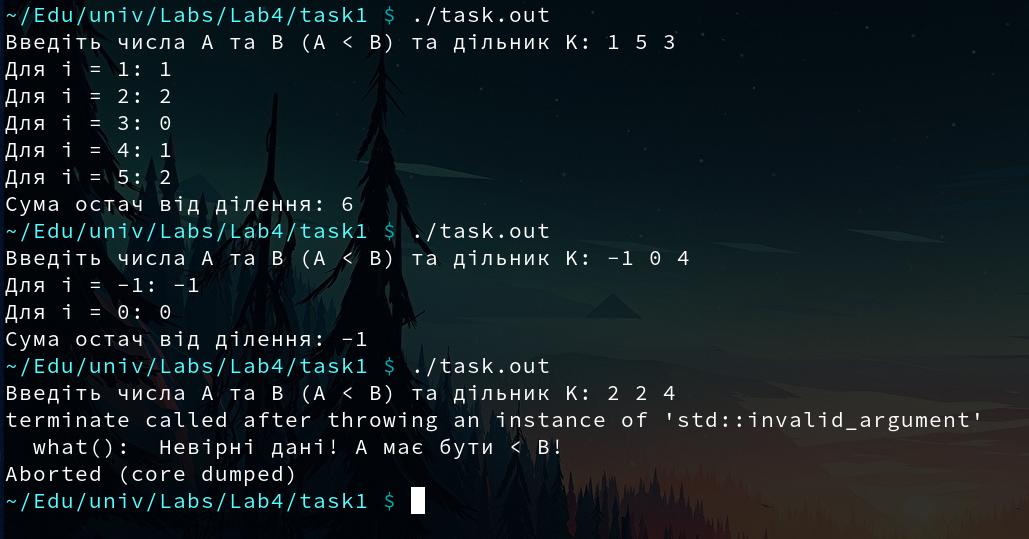 ~/Edu/univ/Labs/Lab4/task1 $ ./task.out
Введіть числа A та B (A < B) та дільник K: 1 5 3
Для i = 1: 1
Для i = 2: 2
Для i = 3: 0
Для i = 4: 1
Для i = 5: 2
Сума остач від ділення: 6
~/Edu/univ/Labs/Lab4/task1 $ ./task.out
Введіть числа A та B (A < B) та дільник K: -1 0 4
Для i = -1: -1
Для i = 0: 0
Сума остач від ділення: -1
~/Edu/univ/Labs/Lab4/task1 $ ./task.out
Введіть числа A та B (A < B) та дільник K: 2 2 4
terminate called after throwing an instance of 'std::invalid_argument'
  what():  Невірні дані! A має бути < B!
Aborted (core dumped)
~/Edu/univ/Labs/Lab4/task1 $